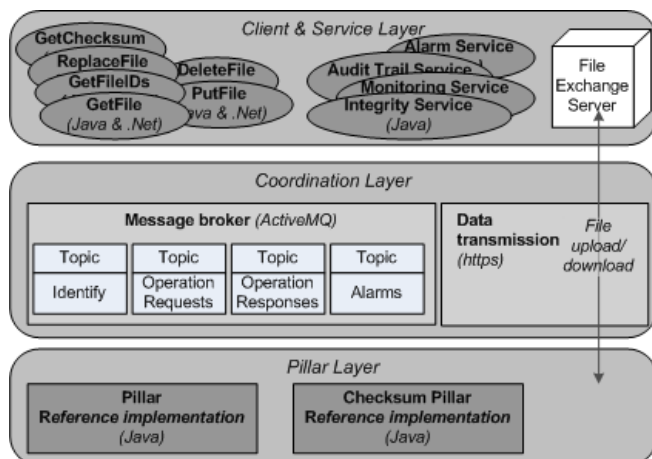 Client & Service Layer
GetChecksum
ReplaceFile
GetFileIDs
GetFile
(Java & .Net)
DeleteFile
PutFile
va & .Net)
Alarm Service
Audit Trail Service
Monitoring Service
Integrity Service
(Java)
File
Exchange
Server
Coordination Layer
Message broker (ActiveMQ)
Topic
Identify
Topic
Operation
Requests
Topic
Operation
Responses
Topic
Alarms
Data
transmission
(https)
File
upload/
download
Pillar Layer
Pillar
Reference implementation
(Java)
Checksum Pillar
Reference implementation
(Java)